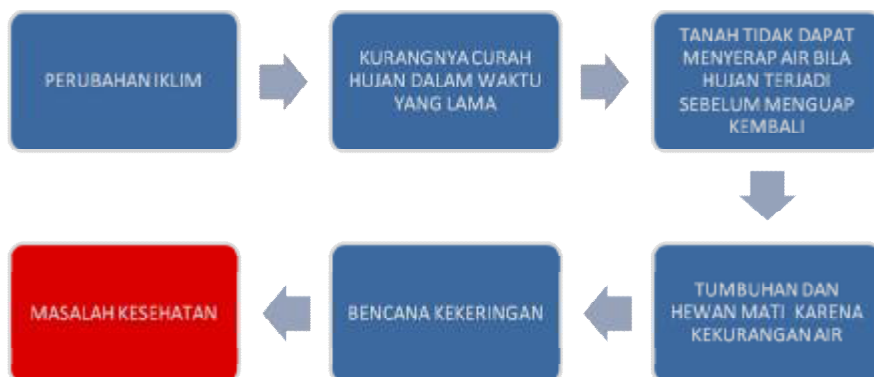 PERUBAHAN IKLIM
KURANGNYA CURAH
HUJAN DALAM WAKTU
YANG LAMA
TANAH TIDAK DAPAT
MENYERAP AIR BILA
HUJAN TERJADI
SEBELUM MENGUAP
KEMBALI
TUMBUHAN DAN
HEWAN MATI KARENA
KEKURANGAN AIR
BENCANA KEKERINGAN
MASALAH KESEHATAN